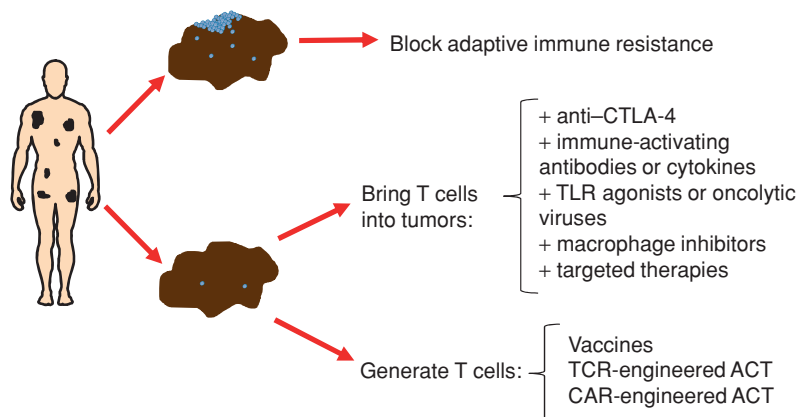 Block adaptive immune resistance
Bring T cells
into tumors:
+ anti–CTLA-4
+ immune-activating
antibodies or cytokines
+ TLR agonists or oncolytic
viruses
+ macrophage inhibitors
+ targeted therapies
Generate T cells:
Vaccines
TCR-engineered ACT
CAR-engineered ACT